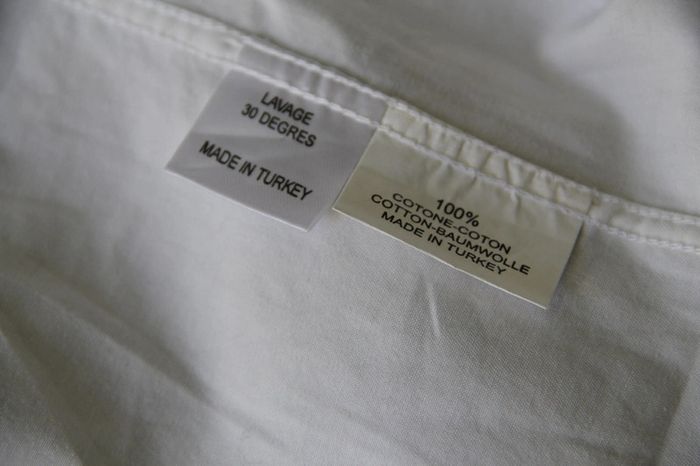 LAVAGE
30 DEGRES
MADE IN TURKEY
100%
COTONE-COTON
COTTON-BAUMWOLLE
MADE IN TURKEY